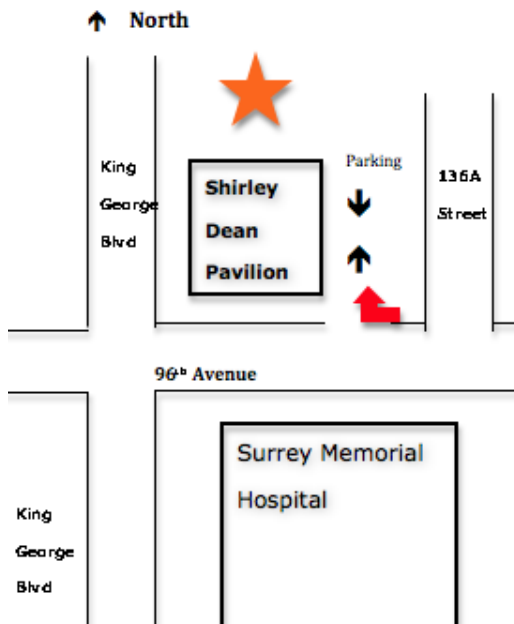 North
King
George
Blvd
Shirley
Dean
Pavilion
Parking
136A
Street
96th Avenue
Surrey Memorial
Hospital
King
George
Blvd